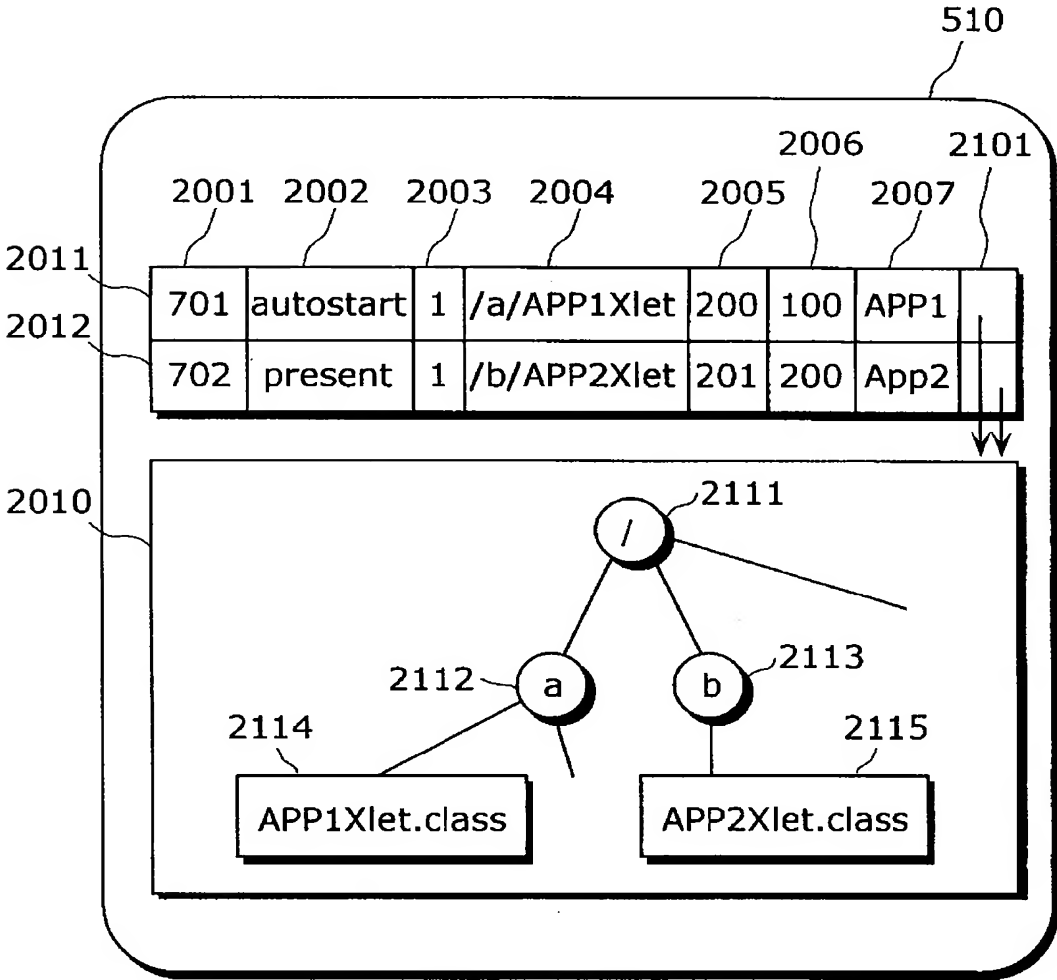 510
2006 2101
2001 2002 2003 2004 2005 2007
2011
701 autostart 1 /a/APP1Xlet 200 100 APP1
2012
702 present 1 /b/APP2Xlet 201 200 App2
2010
2111
/
2112 a b 2113
2114 2115
APP1Xlet.class APP2Xlet.class